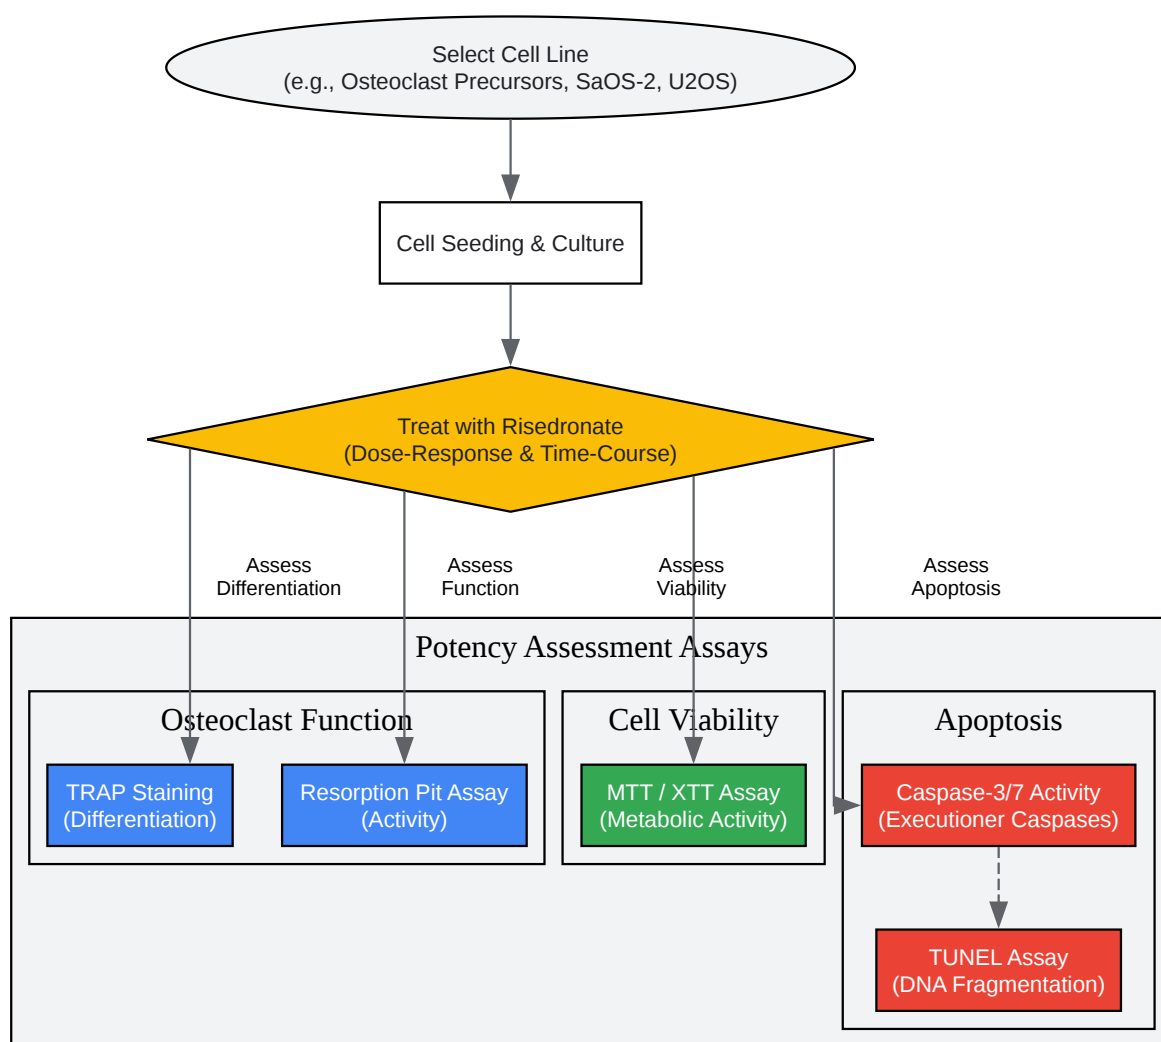 Select Cell Line
(e.g., Osteoclast Precursors, SaOS-2, U2OS)
Cell Seeding & Culture
Treat with Risedronate
(Dose-Response & Time-Course)
Assess
Differentiation
Assess
Function
Assess
Viability
Assess
Apoptosis
Potency Assessment Assays
Osteoclast Function
Cell Viability
Apoptosis
TRAP Staining
(Differentiation)
Resorption Pit Assay
(Activity)
MTT / XTT Assay
(Metabolic Activity)
Caspase-3/7 Activity
(Executioner Caspases)
TUNEL Assay
(DNA Fragmentation)